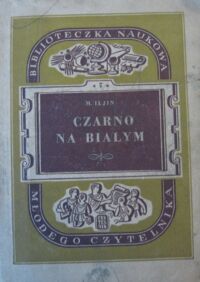 BIBLIOTECZKA NAUKOWA
M. ILJIN
CZARNO
NA BIAŁYM
MŁODEGO CZYTELNIKA